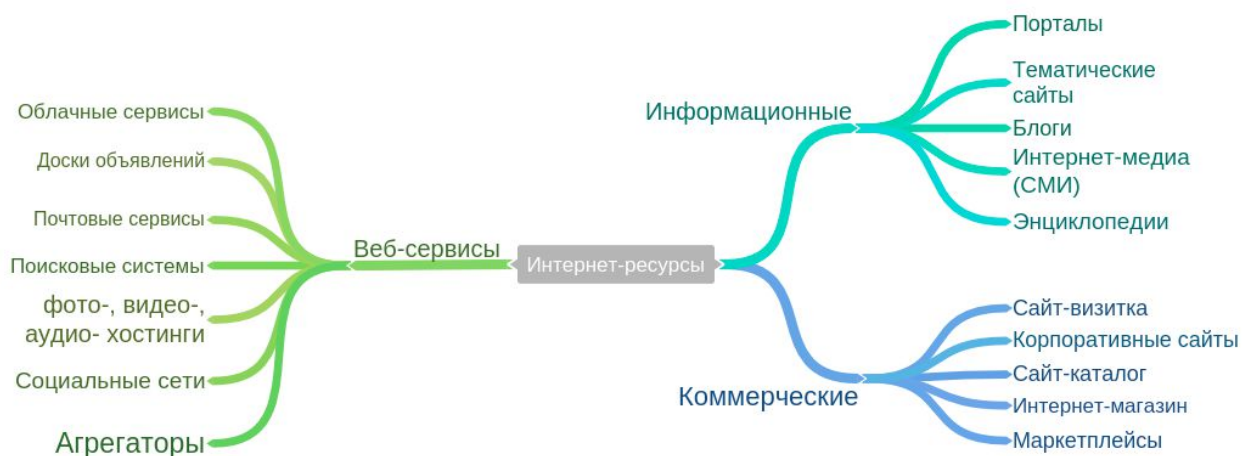 Интернет-ресурсы
Информационные
Порталы
Тематические
сайты
Блоги
Интернет-медиа
(СМИ)
Энциклопедии
Коммерческие
Сайт-визитка
Корпоративные сайты
Сайт-каталог
Интернет-магазин
Маркетплейсы
Веб-сервисы
Облачные сервисы
Доски объявлений
Почтовые сервисы
Поисковые системы
фото-, видео-,
аудио- хостинги
Социальные сети
Агрегаторы